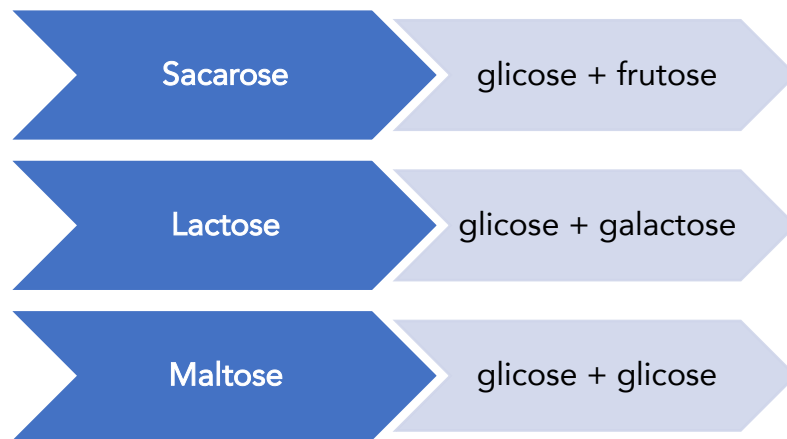 Sacarose
glicose + frutose
Lactose
glicose + galactose
Maltose
glicose + glicose